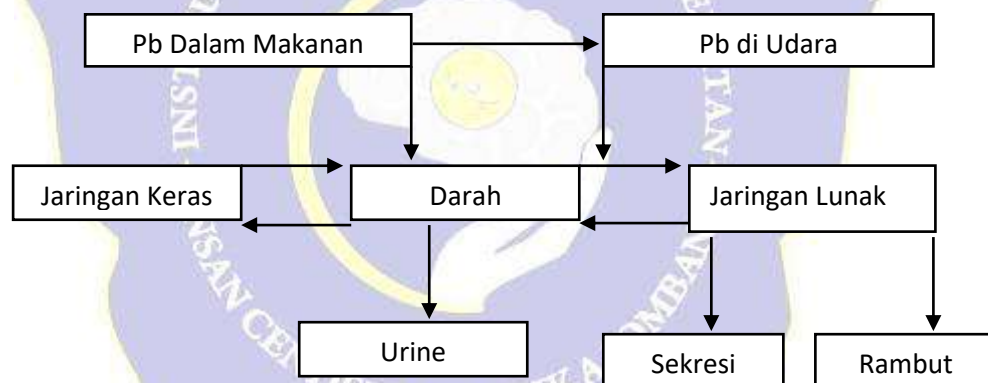 Pb Dalam Makanan
Pb di Udara
Jaringan Keras
Darah
Jaringan Lunak
Urine
Sekresi
Rambut